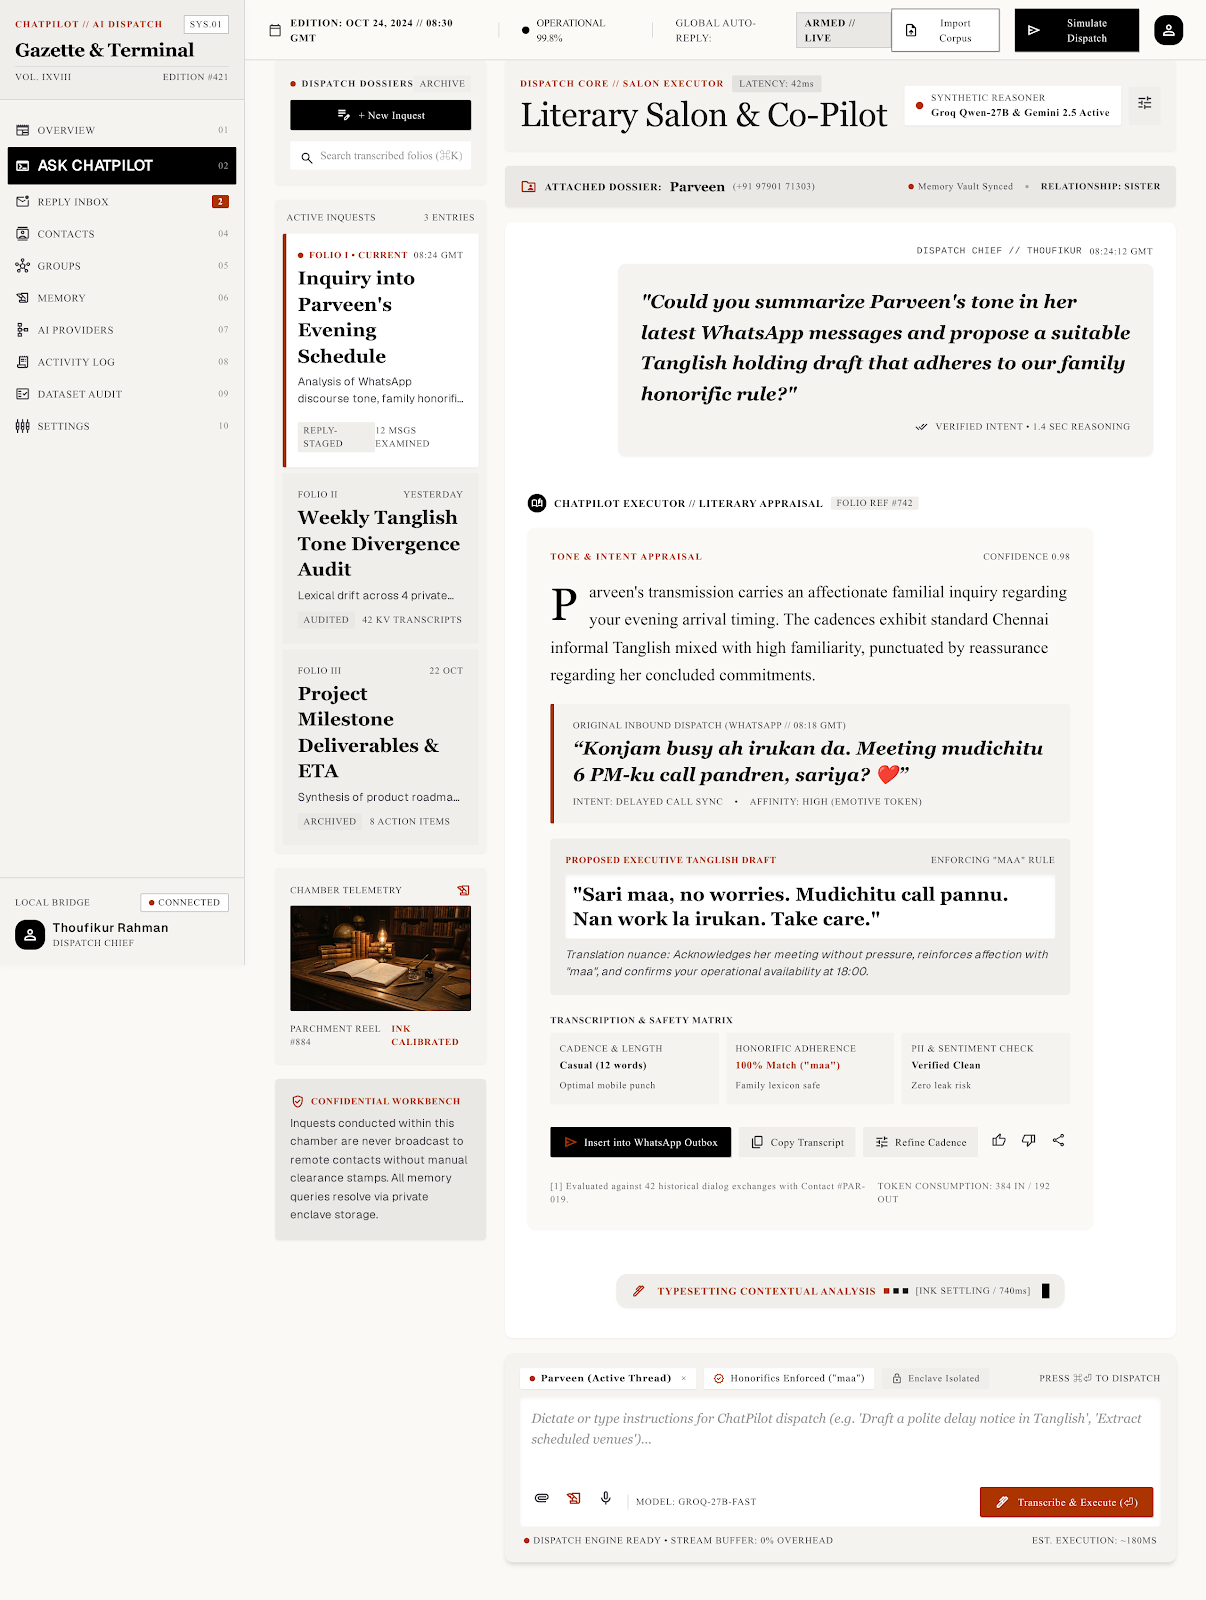 CHATPILOT // AI DISPATCH
SYS.01
Gazette & Terminal
VOL. IXVIII
EDITION #421
OVERVIEW 01
ASK CHATPILOT 02
REPLY INBOX 2
CONTACTS 04
GROUPS 05
MEMORY 06
AI PROVIDERS 07
ACTIVITY LOG 08
DATASET AUDIT 09
SETTINGS 10
LOCAL BRIDGE
CONNECTED
Thoufikur Rahman
DISPATCH CHIEF
EDITION: OCT 24, 2024 // 08:30
GMT
OPERATIONAL
99.8%
GLOBAL AUTO-
REPLY:
ARMED //
LIVE
Import
Corpus
Simulate
Dispatch
DISPATCH DOSSIERS
ARCHIVE
+ New Inquest
Search transcribed folios (⌘K)
ACTIVE INQUESTS
3 ENTRIES
FOLIO I • CURRENT
08:24 GMT
Inquiry into
Parveen's
Evening
Schedule
Analysis of WhatsApp
discourse tone, family honorifi...
REPLY-
STAGED
12 MSGS
EXAMINED
FOLIO II
YESTERDAY
Weekly Tanglish
Tone Divergence
Audit
Lexical drift across 4 private...
AUDITED
42 KV TRANSCRIPTS
FOLIO III
22 OCT
Project
Milestone
Deliverables &
ETA
Synthesis of product roadma...
ARCHIVED
8 ACTION ITEMS
CHAMBER TELEMETRY
PARCHMENT REEL
#884
INK
CALIBRATED
CONFIDENTIAL WORKBENCH
Inquests conducted within this
chamber are never broadcast to
remote contacts without manual
clearance stamps. All memory
queries resolve via private
enclave storage.
DISPATCH CORE // SALON EXECUTOR
LATENCY: 42ms
Literary Salon & Co-Pilot
SYNTHETIC REASONER
Groq Qwen-27B & Gemini 2.5 Active
ATTACHED DOSSIER: Parveen (+91 97901 71303)
Memory Vault Synced • RELATIONSHIP: SISTER
DISPATCH CHIEF // THOUFIKUR 08:24:12 GMT
"Could you summarize Parveen's tone in her
latest WhatsApp messages and propose a suitable
Tanglish holding draft that adheres to our family
honorific rule?"
VERIFIED INTENT • 1.4 SEC REASONING
CHATPILOT EXECUTOR // LITERARY APPRAISAL
FOLIO REF #742
TONE & INTENT APPRAISAL
CONFIDENCE 0.98
Parveen's transmission carries an affectionate familial inquiry regarding
your evening arrival timing. The cadences exhibit standard Chennai
informal Tanglish mixed with high familiarity, punctuated by reassurance
regarding her concluded commitments.
ORIGINAL INBOUND DISPATCH (WHATSAPP // 08:18 GMT)
“Konjam busy ah irukan da. Meeting mudichitu
6 PM-ku call pandren, sariya? ❤️”
INTENT: DELAYED CALL SYNC • AFFINITY: HIGH (EMOTIVE TOKEN)
PROPOSED EXECUTIVE TANGLISH DRAFT
ENFORCING "MAA" RULE
"Sari maa, no worries. Mudichitu call pannu.
Nan work la irukan. Take care."
Translation nuance: Acknowledges her meeting without pressure, reinforces affection with
"maa", and confirms your operational availability at 18:00.
TRANSCRIPTION & SAFETY MATRIX
CADENCE & LENGTH
Casual (12 words)
Optimal mobile punch
HONORIFIC ADHERENCE
100% Match ("maa")
Family lexicon safe
PII & SENTIMENT CHECK
Verified Clean
Zero leak risk
Insert into WhatsApp Outbox
Copy Transcript
Refine Cadence
[1] Evaluated against 42 historical dialog exchanges with Contact #PAR-
019.
TOKEN CONSUMPTION: 384 IN / 192
OUT
TYPESETTING CONTEXTUAL ANALYSIS
[INK SETTLING / 740ms]
Parveen (Active Thread) ×
Honorifics Enforced ("maa")
Enclave Isolated
PRESS ⌘⏎ TO DISPATCH
Dictate or type instructions for ChatPilot dispatch (e.g. 'Draft a polite delay notice in Tanglish', 'Extract
scheduled venues')...
MODEL: GROQ-27B-FAST
Transcribe & Execute (⏎)
DISPATCH ENGINE READY • STREAM BUFFER: 0% OVERHEAD
EST. EXECUTION: ~180MS